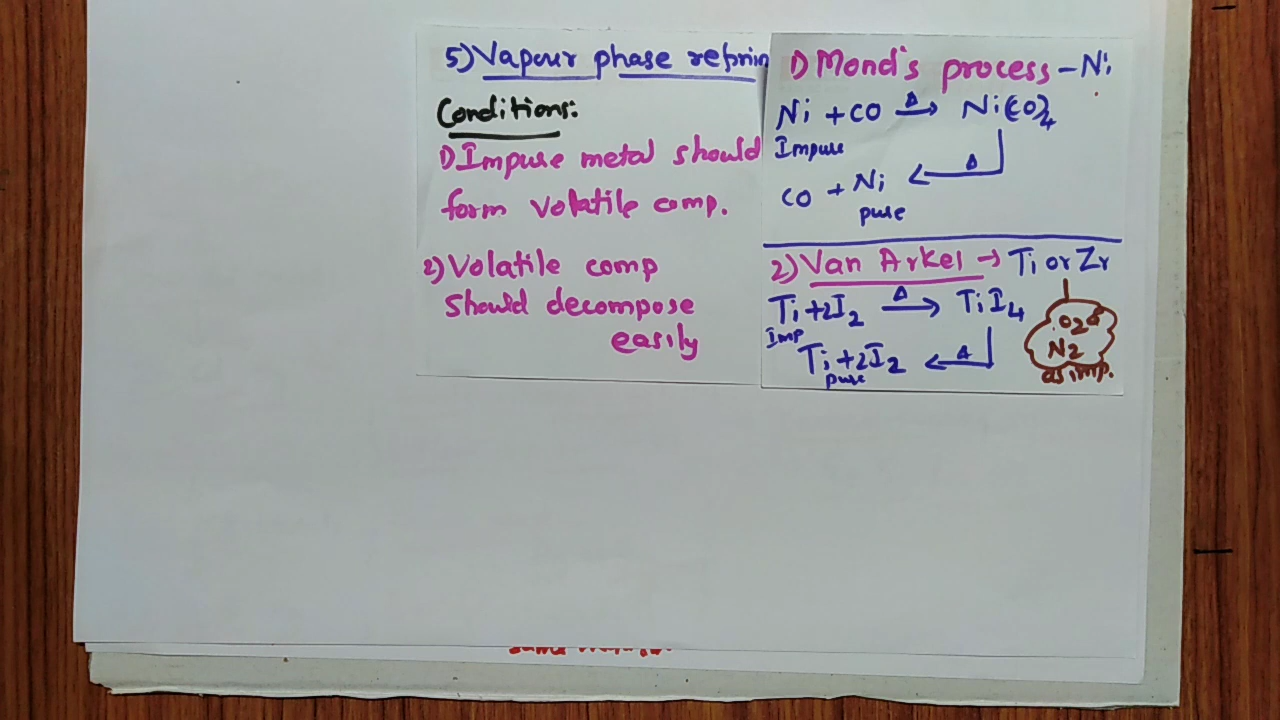 5) Vapour phase refinin
Conditions:
1) Impure metal should
form volatile comp.
2) Volatile comp
should decompose
easily
1) Mond's process - Ni
Ni + CO Δ→ Ni(CO)4
Impure
CO + Ni ← Δ
pure
2) Van Arkel → Ti or Zr
Ti + 2I2 Δ→ TiI4
Imp
Ti + 2I2 ← Δ
pure
O2 &
N2
as imp.